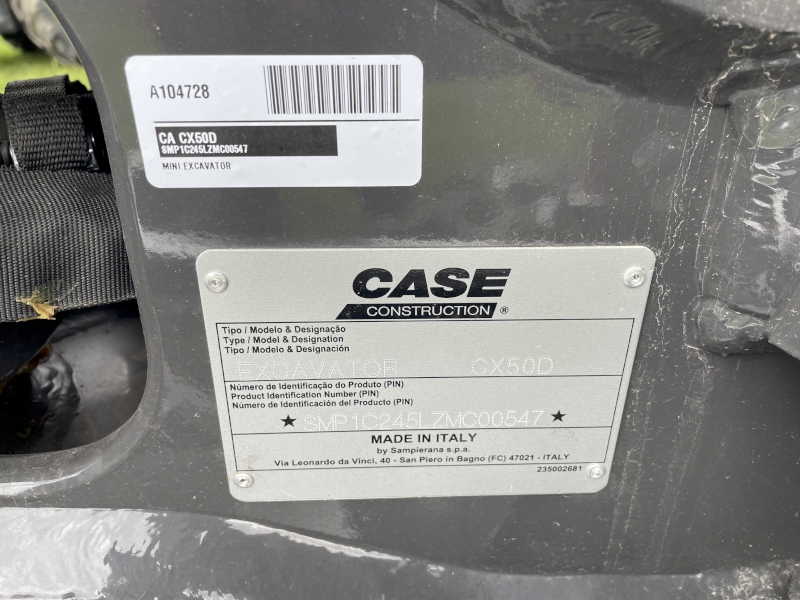 A104728
CA CX50D
SMP1C245LZMC00547
MINI EXCAVATOR
CASE
CONSTRUCTION ®
Tipo / Modelo & Designação
Type / Model & Designation
Tipo / Modelo & Designación
EXCAVATOR CX50D
Número de Identificação do Produto (PIN)
Product Identification Number (PIN)
Número de Identificación del Producto (PIN)
★ SMP1C245LZMC00547 ★
MADE IN ITALY
by Sampierana s.p.a.
Via Leonardo da Vinci, 40 - San Piero in Bagno (FC) 47021 - ITALY
235002681